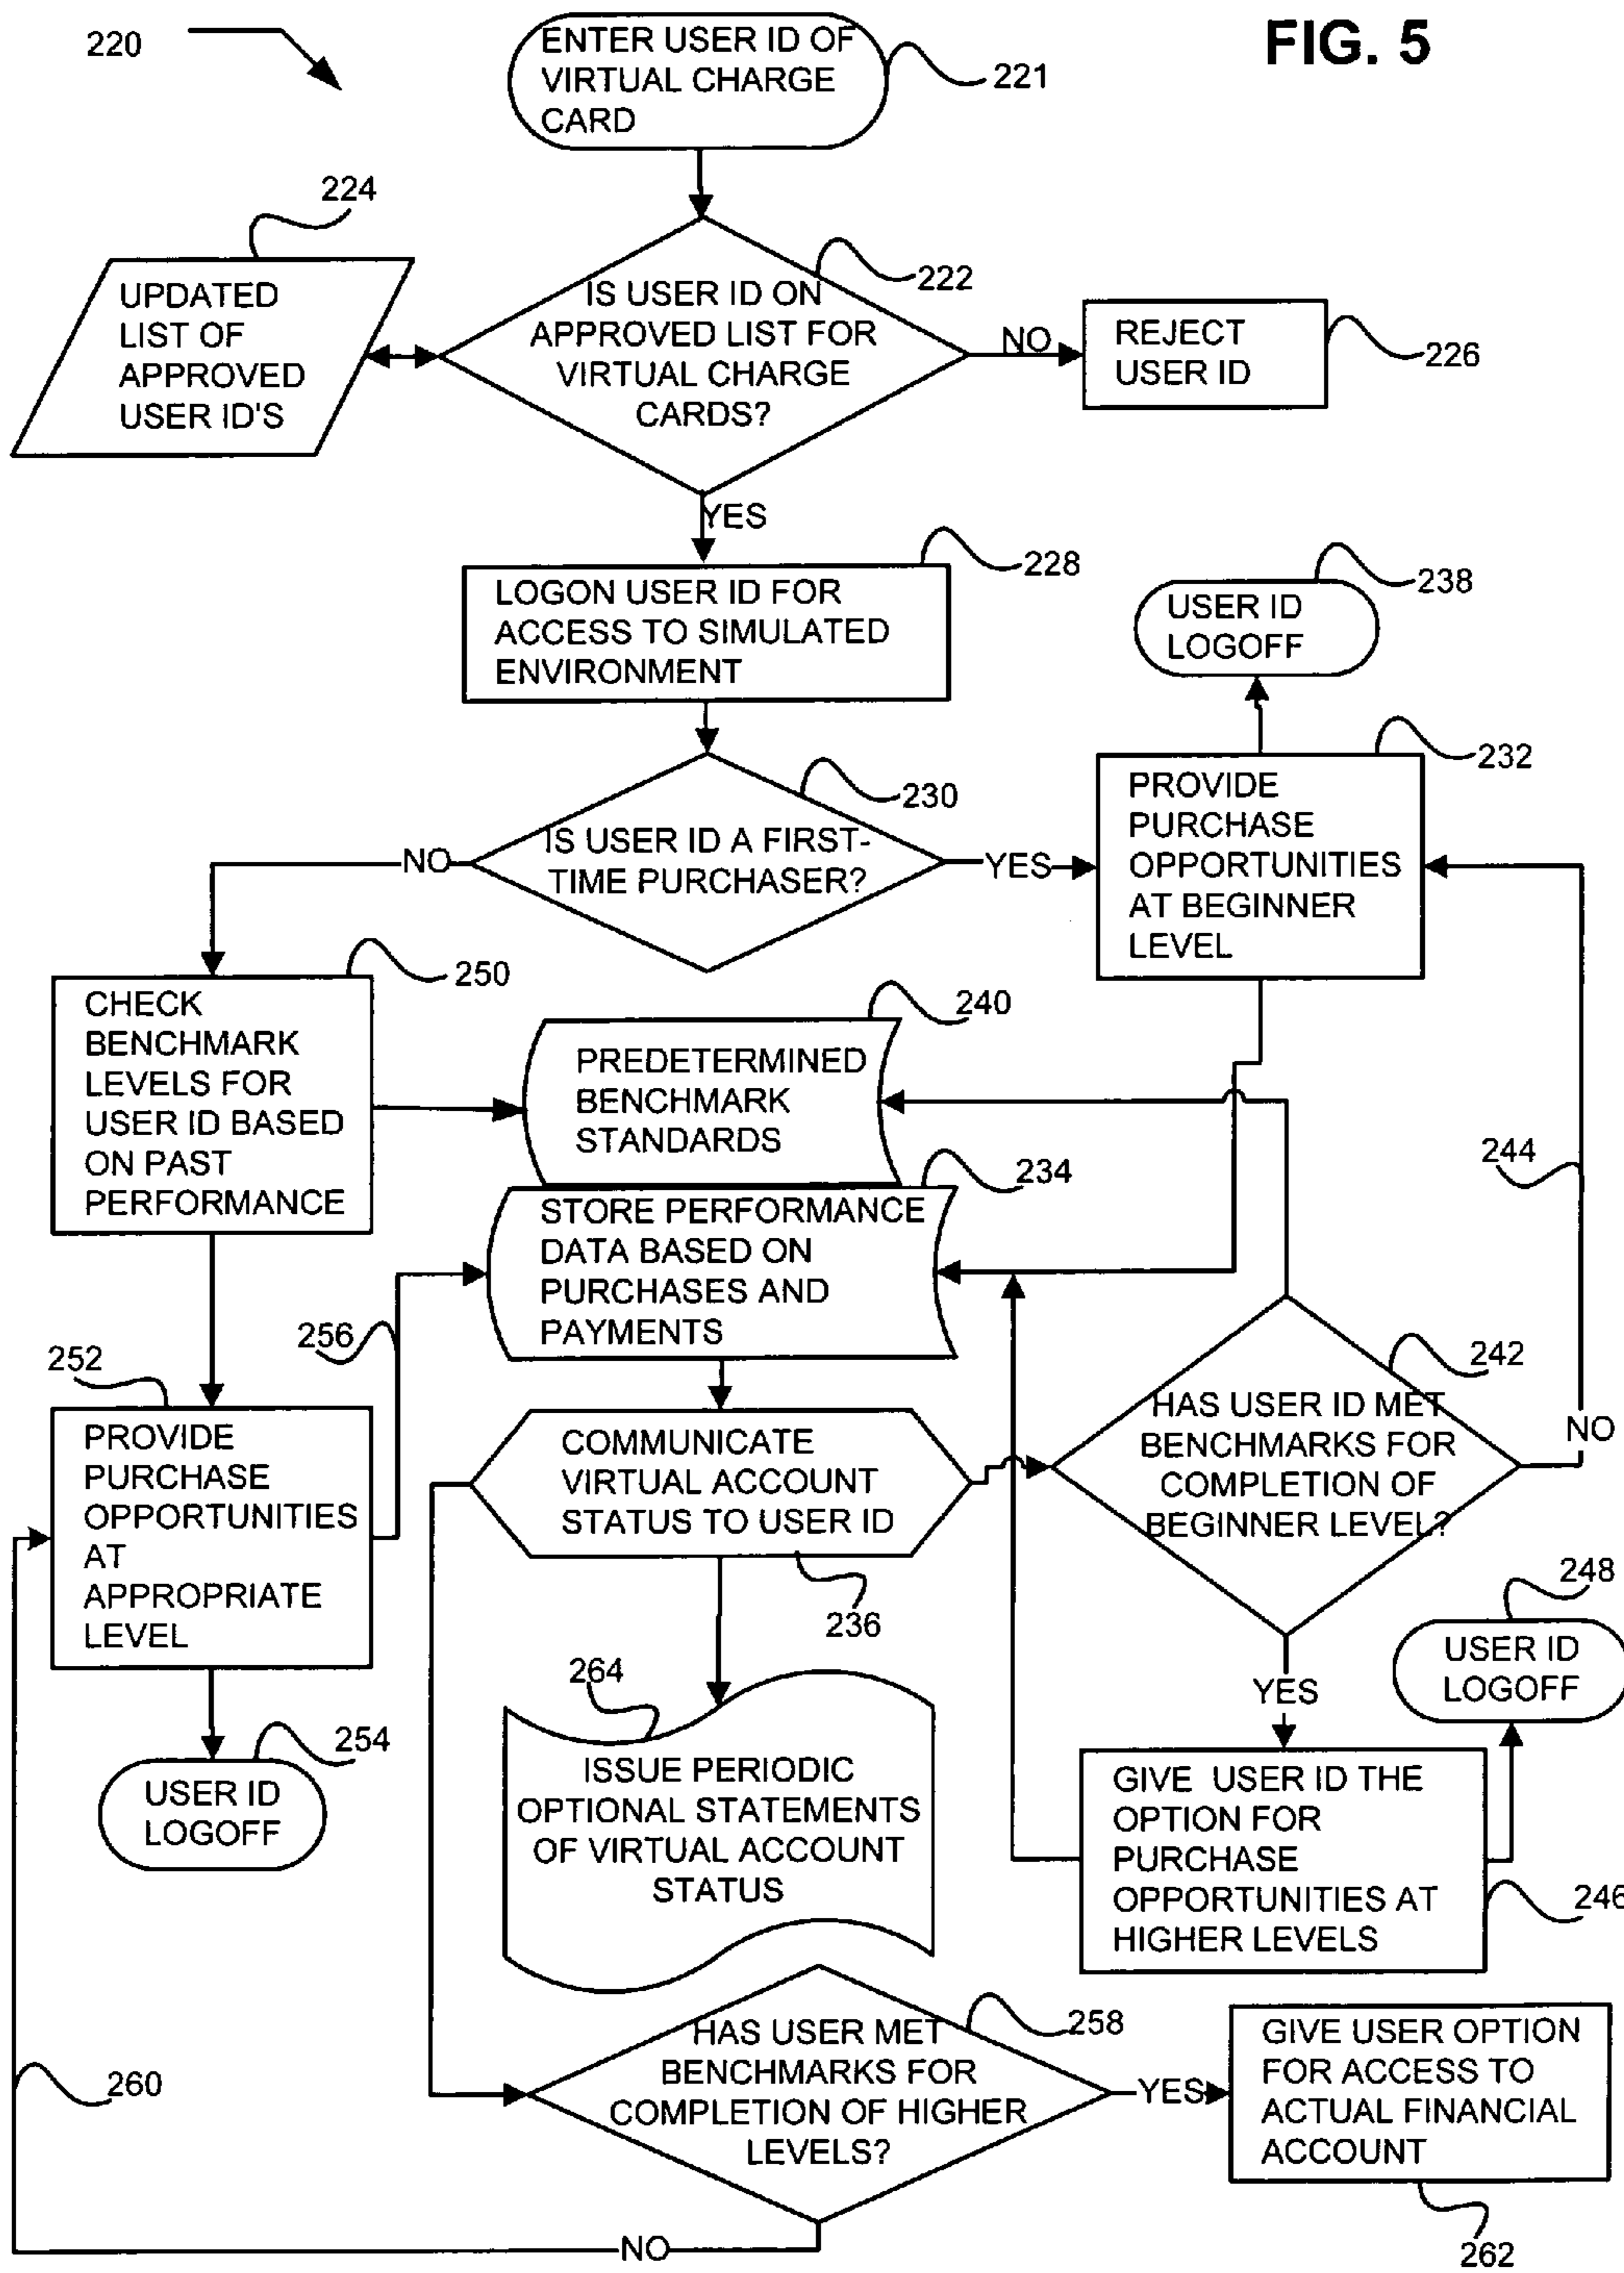 FIG. 5
220
ENTER USER ID OF
VIRTUAL CHARGE
CARD
221
224
UPDATED
LIST OF
APPROVED
USER ID'S
IS USER ID ON
APPROVED LIST FOR
VIRTUAL CHARGE
CARDS?
222
NO
REJECT
USER ID
226
YES
LOGON USER ID FOR
ACCESS TO SIMULATED
ENVIRONMENT
228
USER ID
LOGOFF
238
IS USER ID A FIRST-
TIME PURCHASER?
230
NO
YES
PROVIDE
PURCHASE
OPPORTUNITIES
AT BEGINNER
LEVEL
232
CHECK
BENCHMARK
LEVELS FOR
USER ID BASED
ON PAST
PERFORMANCE
250
PREDETERMINED
BENCHMARK
STANDARDS
240
STORE PERFORMANCE
DATA BASED ON
PURCHASES AND
PAYMENTS
234
244
256
252
PROVIDE
PURCHASE
OPPORTUNITIES
AT
APPROPRIATE
LEVEL
COMMUNICATE
VIRTUAL ACCOUNT
STATUS TO USER ID
236
HAS USER ID MET
BENCHMARKS FOR
COMPLETION OF
BEGINNER LEVEL?
242
NO
YES
248
USER ID
LOGOFF
254
USER ID
LOGOFF
264
ISSUE PERIODIC
OPTIONAL STATEMENTS
OF VIRTUAL ACCOUNT
STATUS
GIVE USER ID THE
OPTION FOR
PURCHASE
OPPORTUNITIES AT
HIGHER LEVELS
246
HAS USER MET
BENCHMARKS FOR
COMPLETION OF HIGHER
LEVELS?
258
YES
GIVE USER OPTION
FOR ACCESS TO
ACTUAL FINANCIAL
ACCOUNT
262
260
NO